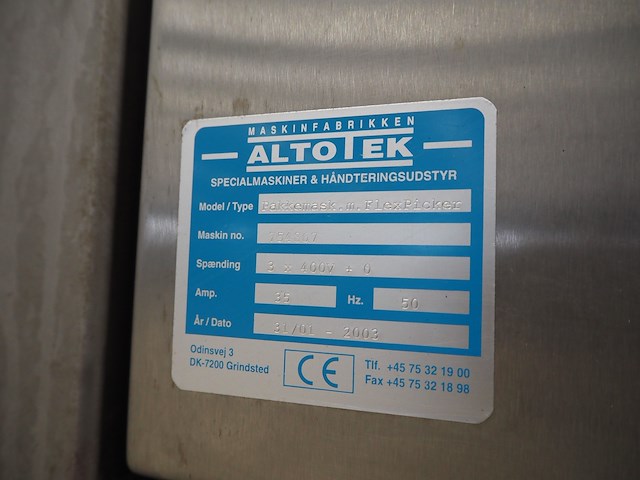 MASKINFABRIKKEN
ALTOTEK
SPECIALMASKINER & HÅNDTERINGSUDSTYR
Model / Type Pakkemask.m.FlexPicker
Maskin no.
Spænding 3 x 400V + 0
Amp. 35 Hz. 50
År / Dato 31/01 - 2003
Odinsvej 3
DK-7200 Grindsted
CE
Tlf. +45 75 32 19 00
Fax +45 75 32 18 98